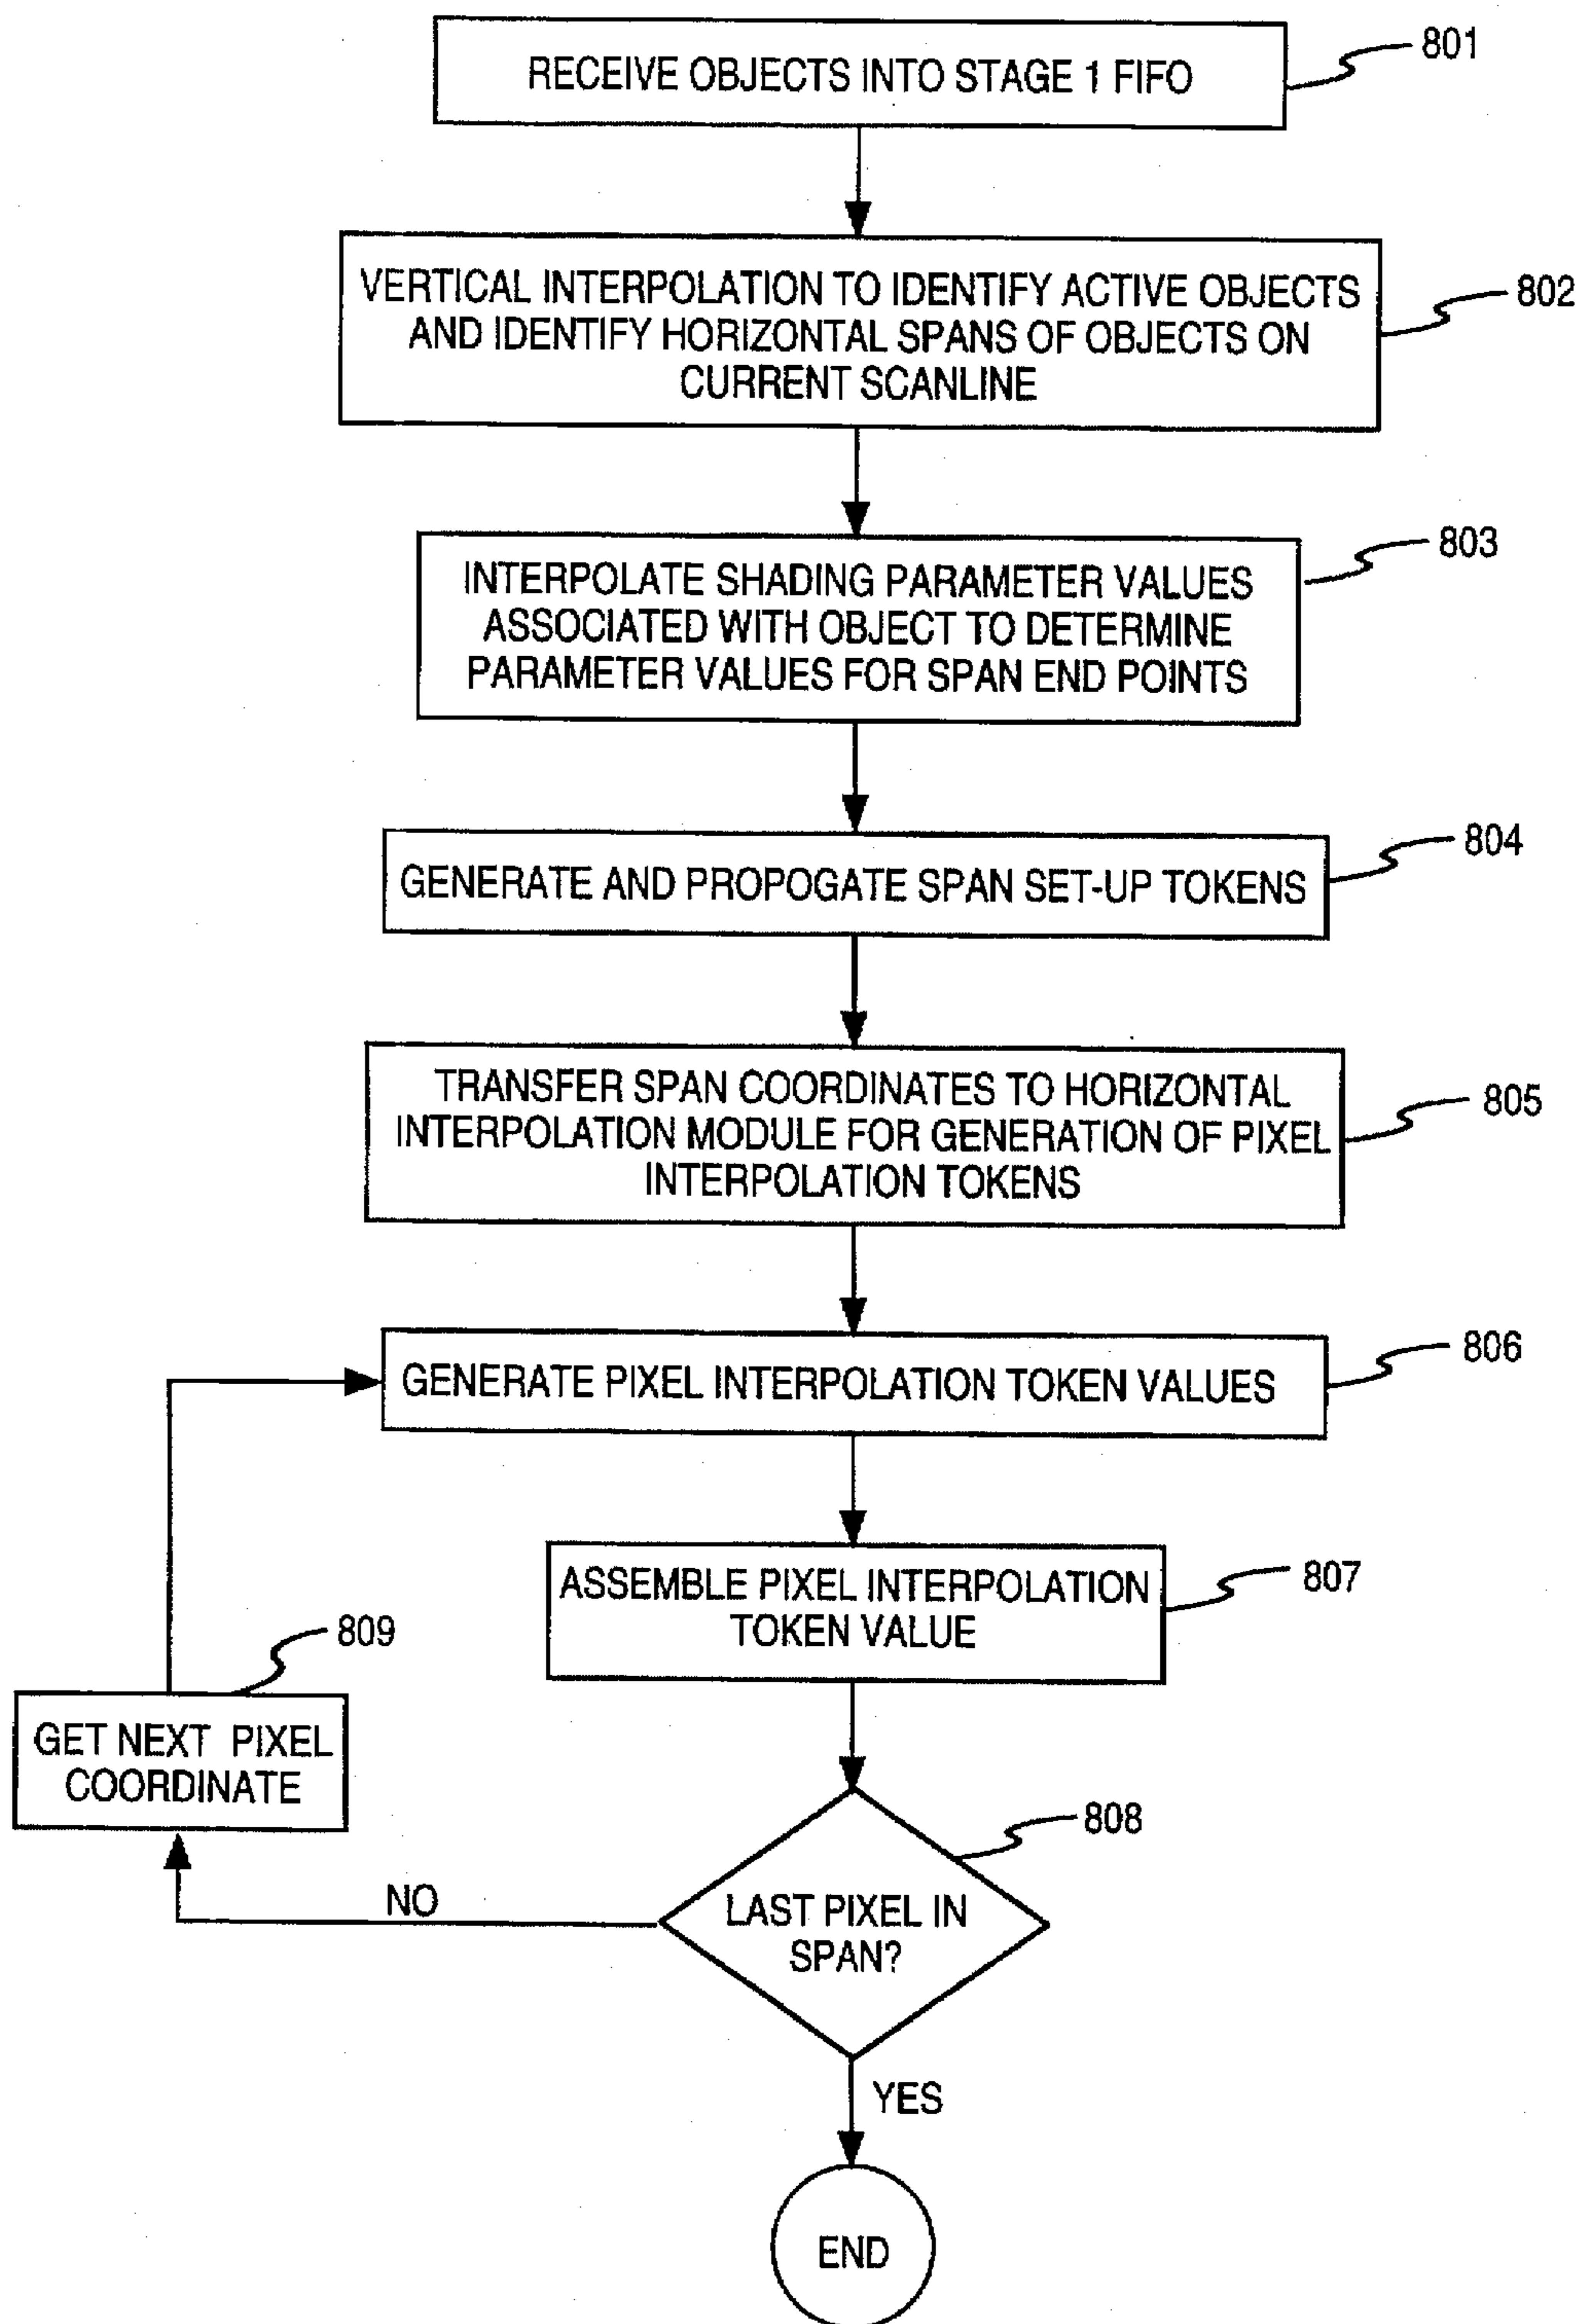 RECEIVE OBJECTS INTO STAGE 1 FIFO
801
VERTICAL INTERPOLATION TO IDENTIFY ACTIVE OBJECTS
AND IDENTIFY HORIZONTAL SPANS OF OBJECTS ON
CURRENT SCANLINE
802
INTERPOLATE SHADING PARAMETER VALUES
ASSOCIATED WITH OBJECT TO DETERMINE
PARAMETER VALUES FOR SPAN END POINTS
803
GENERATE AND PROPOGATE SPAN SET-UP TOKENS
804
TRANSFER SPAN COORDINATES TO HORIZONTAL
INTERPOLATION MODULE FOR GENERATION OF PIXEL
INTERPOLATION TOKENS
805
GENERATE PIXEL INTERPOLATION TOKEN VALUES
806
ASSEMBLE PIXEL INTERPOLATION
TOKEN VALUE
807
809
GET NEXT PIXEL
COORDINATE
808
LAST PIXEL IN
SPAN?
NO
YES
END